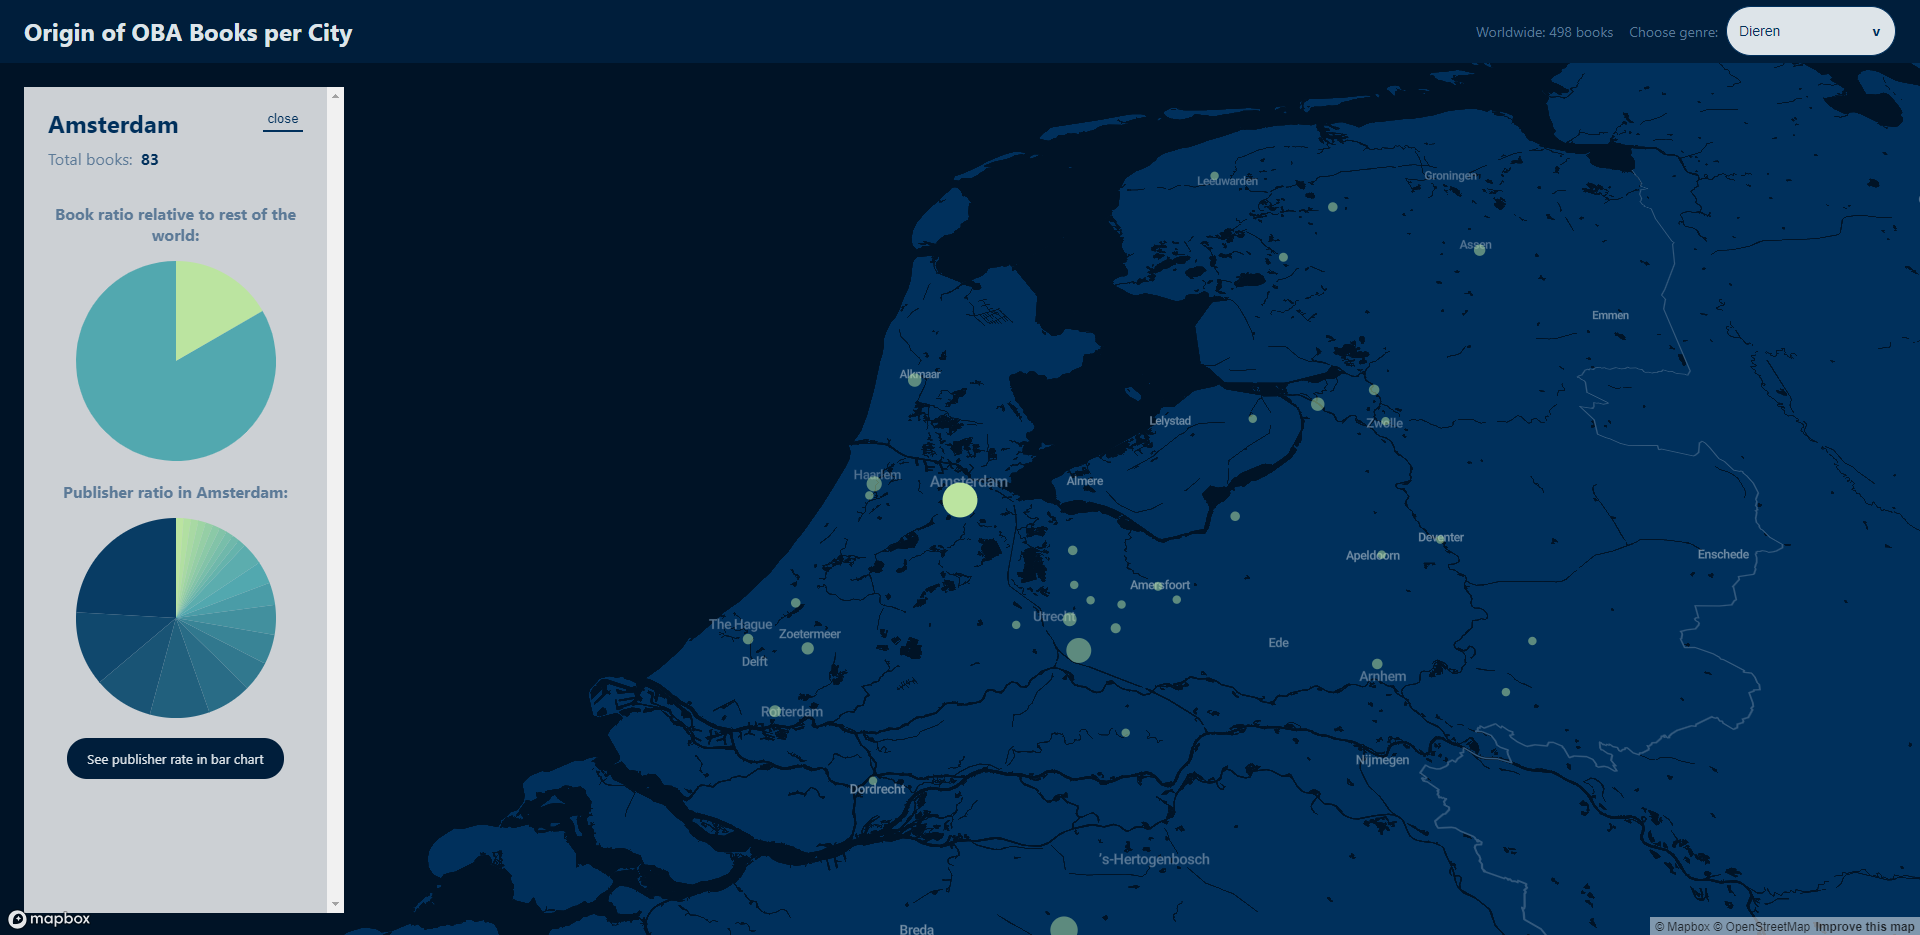 Origin of OBA Books per City
Worldwide: 498 books
Choose genre:
Dieren
v
Amsterdam
close
Total books: 83
Book ratio relative to rest of the
world:
Publisher ratio in Amsterdam:
See publisher rate in bar chart
Leeuwarden
Groningen
Assen
Emmen
Alkmaar
Lelystad
Zwolle
Haarlem
Amsterdam
Almere
Deventer
Apeldoorn
Enschede
Amersfoort
Utrecht
The Hague
Zoetermeer
Delft
Ede
Arnhem
Rotterdam
Nijmegen
Dordrecht
's-Hertogenbosch
Breda
mapbox
© Mapbox © OpenStreetMap Improve this map